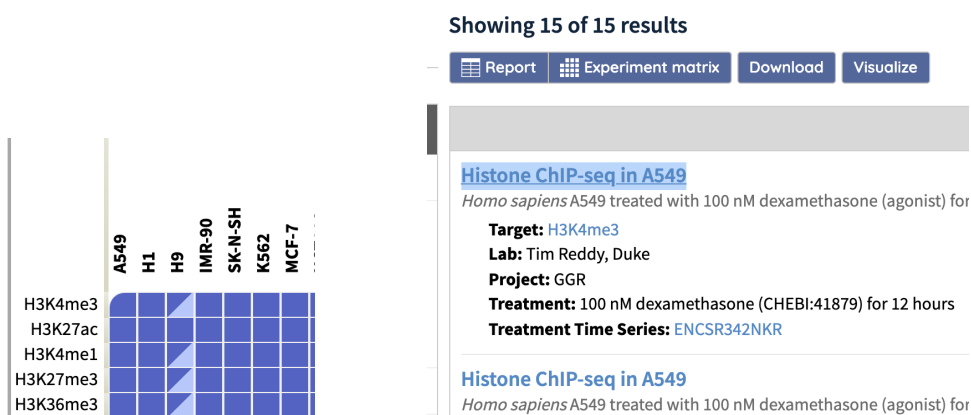 Showing 15 of 15 results
Report
Experiment matrix
Download
Visualize
A549
H1
H9
IMR-90
SK-N-SH
K562
MCF-7
H3K4me3
H3K27ac
H3K4me1
H3K27me3
H3K36me3
Histone ChIP-seq in A549
Homo sapiens A549 treated with 100 nM dexamethasone (agonist) for
Target: H3K4me3
Lab: Tim Reddy, Duke
Project: GGR
Treatment: 100 nM dexamethasone (CHEBI:41879) for 12 hours
Treatment Time Series: ENCSR342NKR
Histone ChIP-seq in A549
Homo sapiens A549 treated with 100 nM dexamethasone (agonist) for